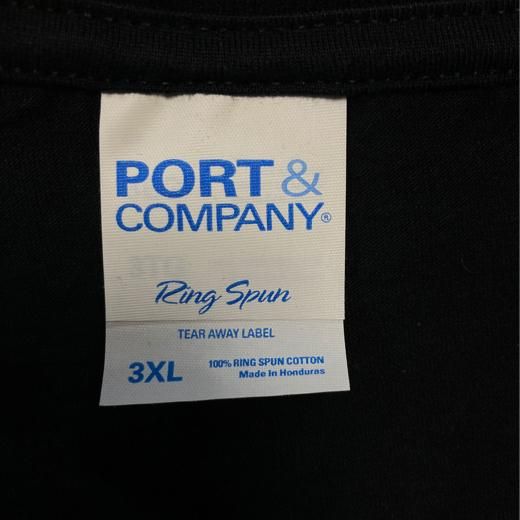 PORT &
COMPANY®
Ring Spun
TEAR AWAY LABEL
3XL
100% RING SPUN COTTON
Made In Honduras